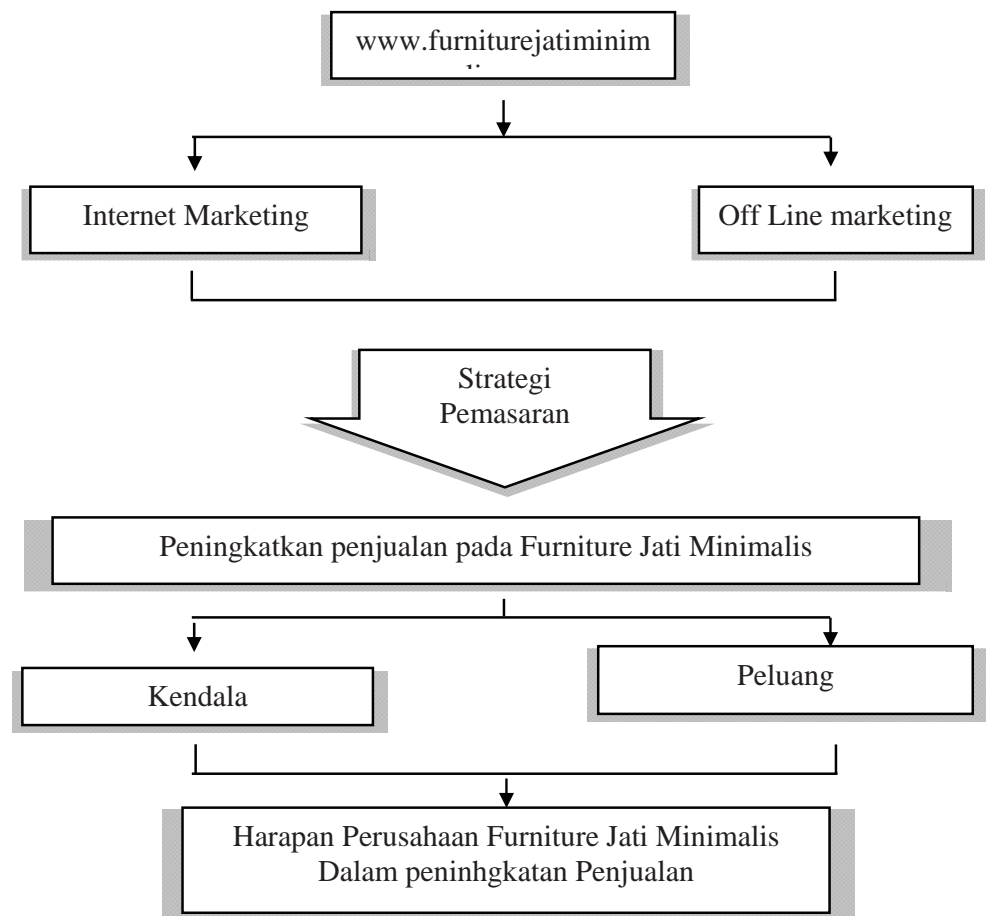 www.furniturejatiminim
Internet Marketing
Off Line marketing
Strategi
Pemasaran
Peningkatkan penjualan pada Furniture Jati Minimalis
Kendala
Peluang
Harapan Perusahaan Furniture Jati Minimalis
Dalam peninhgkatan Penjualan